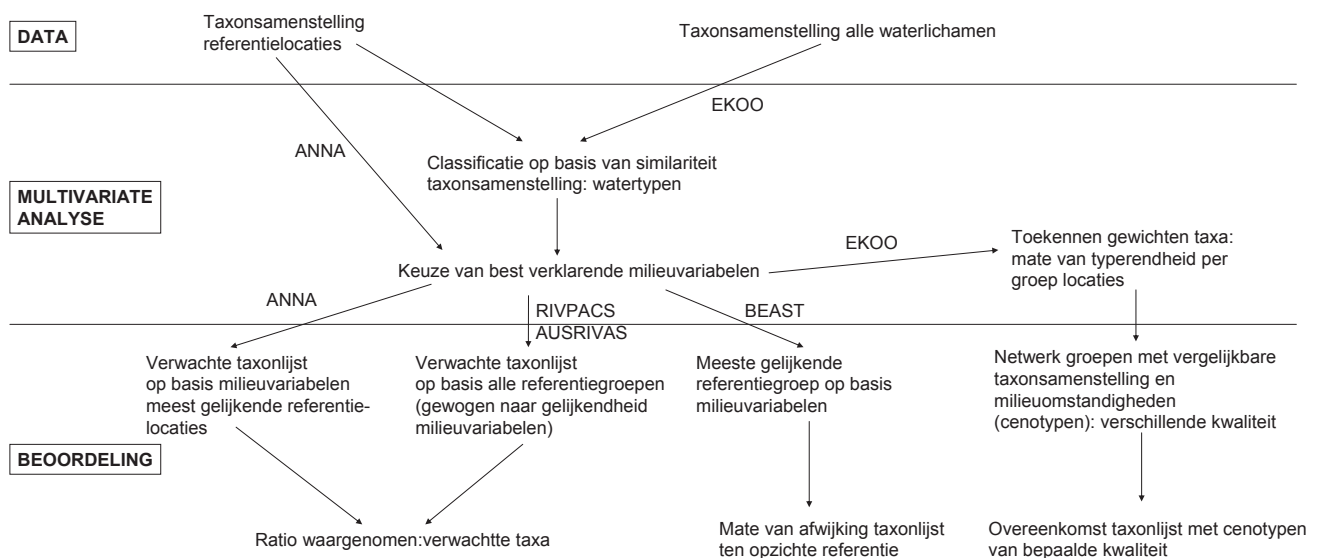 DATA
Taxonsamenstelling
referentielocaties
Taxonsamenstelling alle waterlichamen
EKOO
ANNA
Classificatie op basis van similariteit
taxonsamenstelling: watertypen
MULTIVARIATE
ANALYSE
EKOO
Toekennen gewichten taxa:
mate van typerendheid per
groep locaties
Keuze van best verklarende milieuvariabelen
ANNA
RIVPACS
AUSRIVAS
BEAST
Verwachte taxonlijst
op basis milieuvariabelen
meest gelijkende referentie-
locaties
Verwachte taxonlijst
op basis alle referentiegroepen
(gewogen naar gelijkendheid
milieuvariabelen)
Meeste gelijkende
referentiegroep op basis
milieuvariabelen
Netwerk groepen met vergelijkbare
taxonsamenstelling en
milieuomstandigheden
(cenotypen): verschillende kwaliteit
BEOORDELING
Ratio waargenomen:verwachtte taxa
Mate van afwijking taxonlijst
ten opzichte referentie
Overeenkomst taxonlijst met cenotypen
van bepaalde kwaliteit